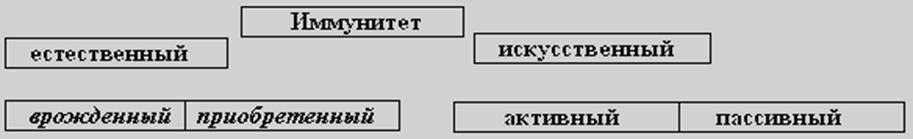 Иммунитет
естественный
искусственный
врожденный приобретенный
активный пассивный